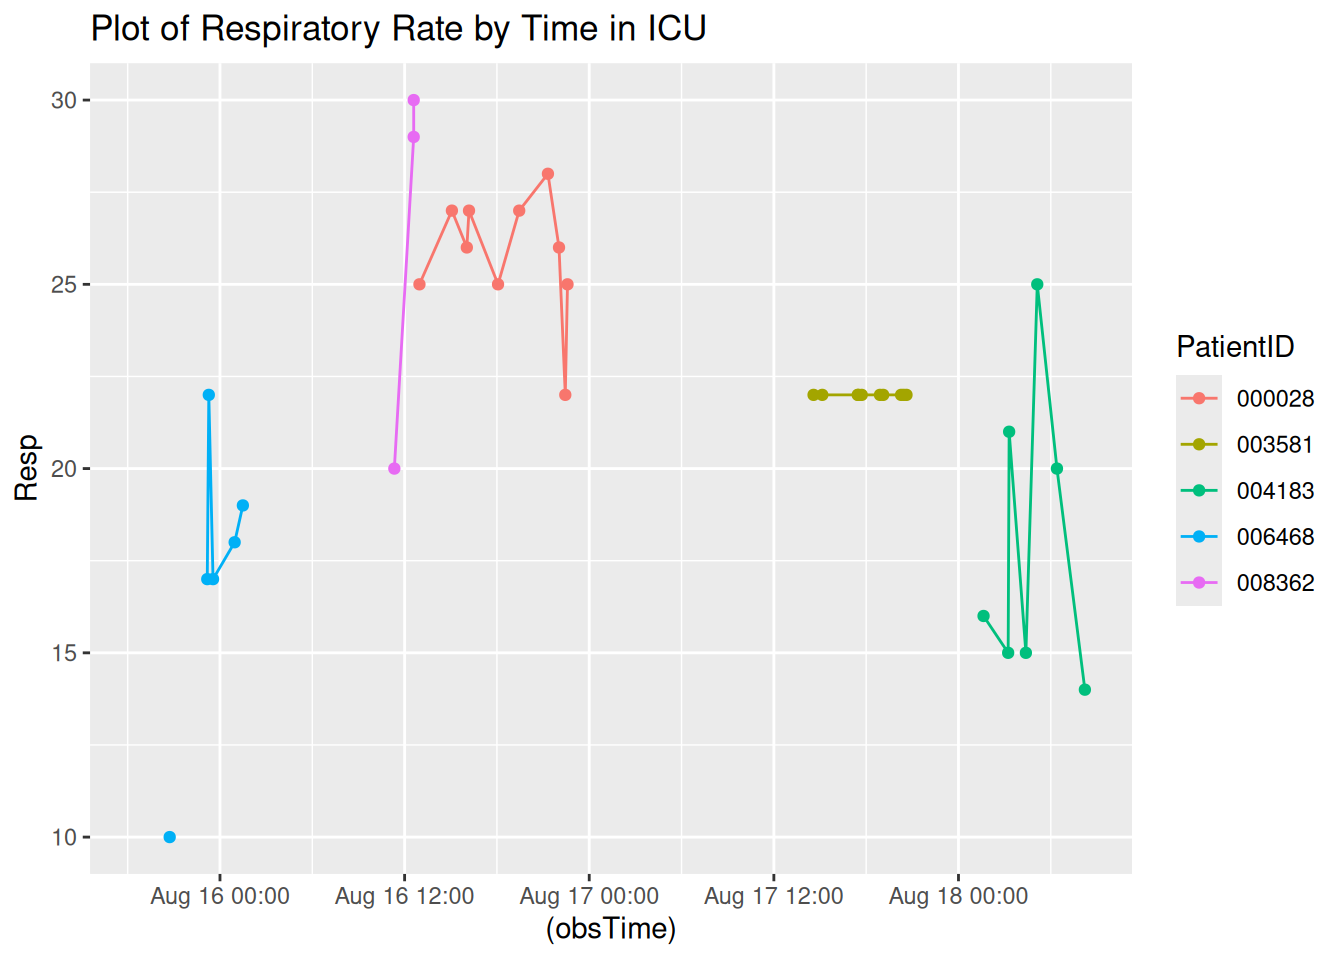 Plot of Respiratory Rate by Time in ICU
30
25
20
15
10
Resp
Aug 16 00:00 Aug 16 12:00 Aug 17 00:00 Aug 17 12:00 Aug 18 00:00
(obsTime)
PatientID
000028
003581
004183
006468
008362